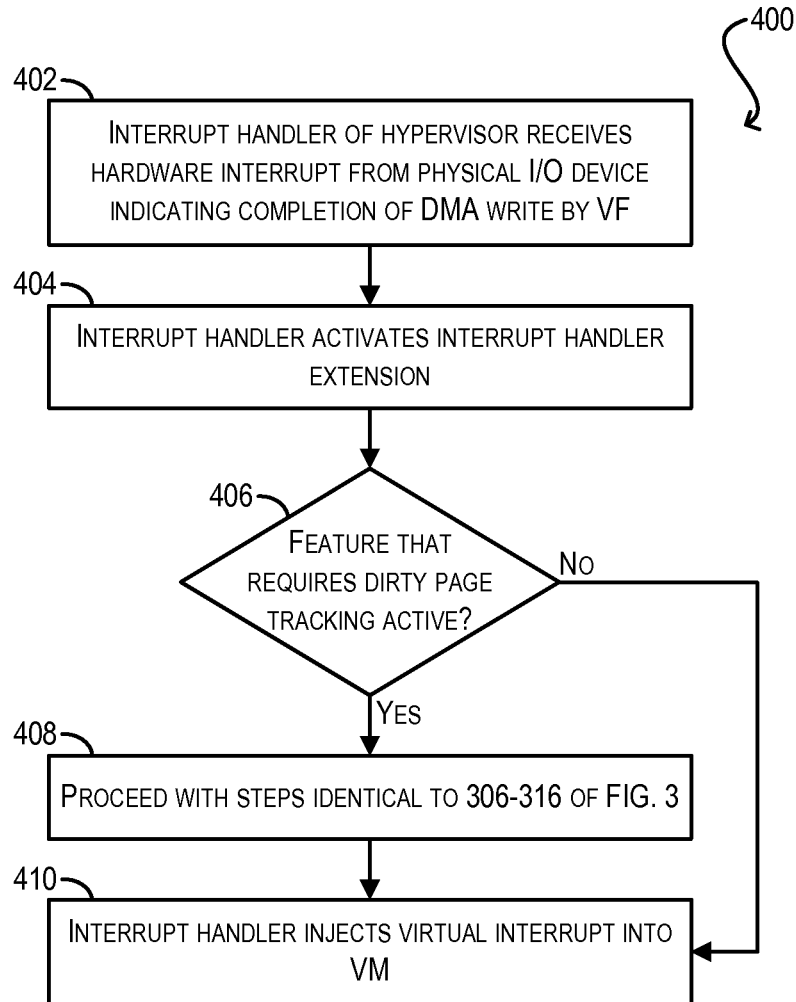 400
402
INTERRUPT HANDLER OF HYPERVISOR RECEIVES
HARDWARE INTERRUPT FROM PHYSICAL I/O DEVICE
INDICATING COMPLETION OF DMA WRITE BY VF
404
INTERRUPT HANDLER ACTIVATES INTERRUPT HANDLER
EXTENSION
406
FEATURE THAT
REQUIRES DIRTY PAGE
TRACKING ACTIVE?
NO
YES
408
PROCEED WITH STEPS IDENTICAL TO 306-316 OF FIG. 3
410
INTERRUPT HANDLER INJECTS VIRTUAL INTERRUPT INTO
VM